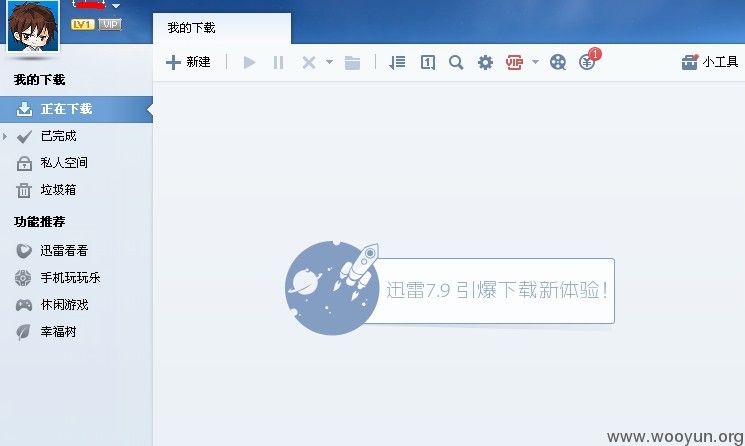 LV1 VIP
我的下载
新建
VIP
1
小工具
我的下载
正在下载
已完成
私人空间
垃圾箱
功能推荐
迅雷看看
手机玩玩乐
休闲游戏
幸福树
迅雷7.9 引爆下载新体验!
www.wooyun.org